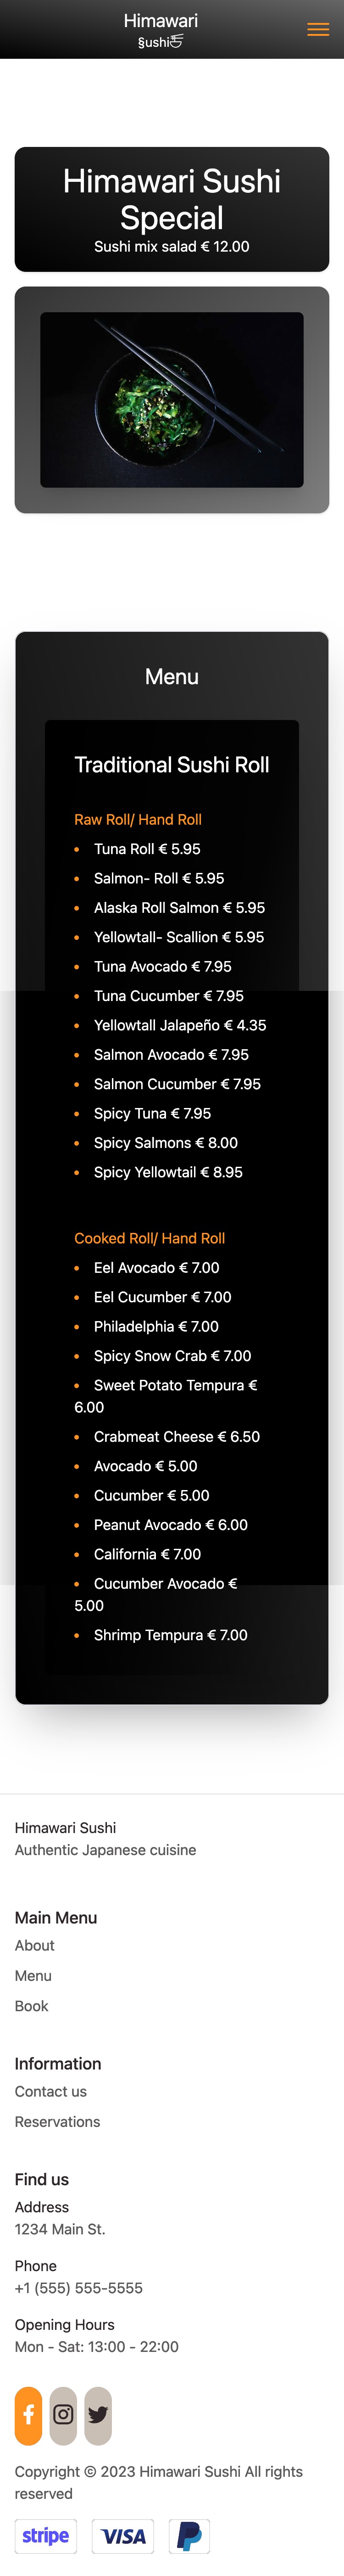 Himawari
§ushi
Himawari Sushi
Special
Sushi mix salad € 12.00
Menu
Traditional Sushi Roll
Raw Roll/ Hand Roll
Tuna Roll € 5.95
Salmon- Roll € 5.95
Alaska Roll Salmon € 5.95
Yellowtall- Scallion € 5.95
Tuna Avocado € 7.95
Tuna Cucumber € 7.95
Yellowtall Jalapeño € 4.35
Salmon Avocado € 7.95
Salmon Cucumber € 7.95
Spicy Tuna € 7.95
Spicy Salmons € 8.00
Spicy Yellowtail € 8.95
Cooked Roll/ Hand Roll
Eel Avocado € 7.00
Eel Cucumber € 7.00
Philadelphia € 7.00
Spicy Snow Crab € 7.00
Sweet Potato Tempura €
6.00
Crabmeat Cheese € 6.50
Avocado € 5.00
Cucumber € 5.00
Peanut Avocado € 6.00
California € 7.00
Cucumber Avocado €
5.00
Shrimp Tempura € 7.00
Himawari Sushi
Authentic Japanese cuisine
Main Menu
About
Menu
Book
Information
Contact us
Reservations
Find us
Address
1234 Main St.
Phone
+1 (555) 555-5555
Opening Hours
Mon - Sat: 13:00 - 22:00
Copyright © 2023 Himawari Sushi All rights
reserved
stripe VISA